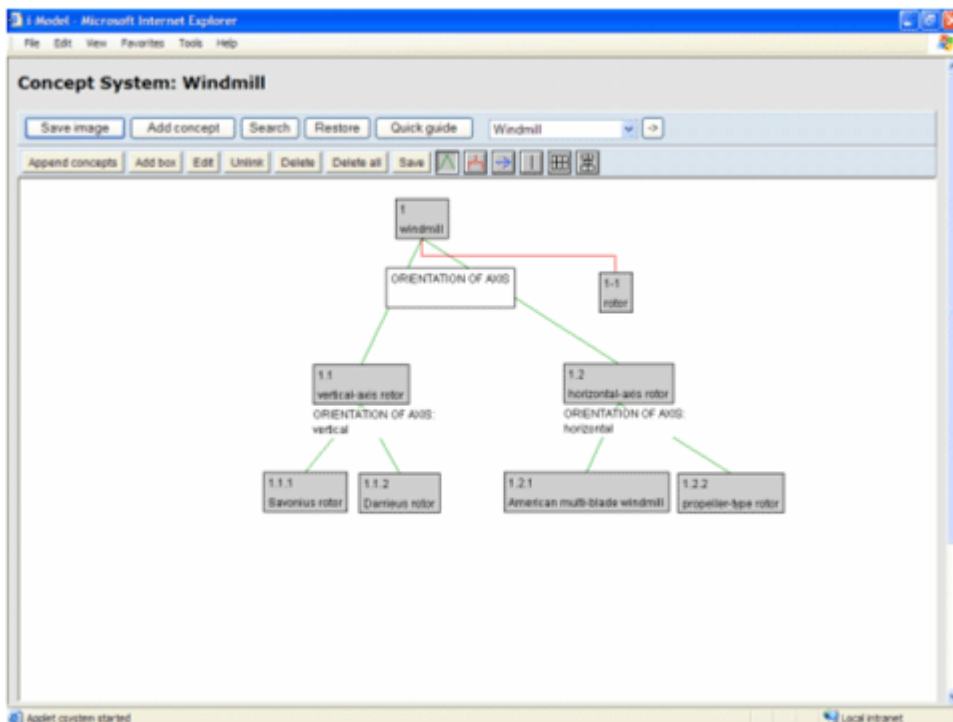 i-Model - Microsoft Internet Explorer
File Edit View Favorites Tools Help
Concept System: Windmill
Save image Add concept Search Restore Quick guide Windmill ->
Append concepts Add box Edit Unlink Delete Delete all Save
1
windmill
ORIENTATION OF AXIS
1-1
rotor
1.1
vertical-axis rotor
ORIENTATION OF AXIS:
vertical
1.2
horizontal-axis rotor
ORIENTATION OF AXIS:
horizontal
1.1.1
Savonius rotor
1.1.2
Darrieus rotor
1.2.1
American multi-blade windmill
1.2.2
propeller-type rotor
Applet csystem started
Local intranet